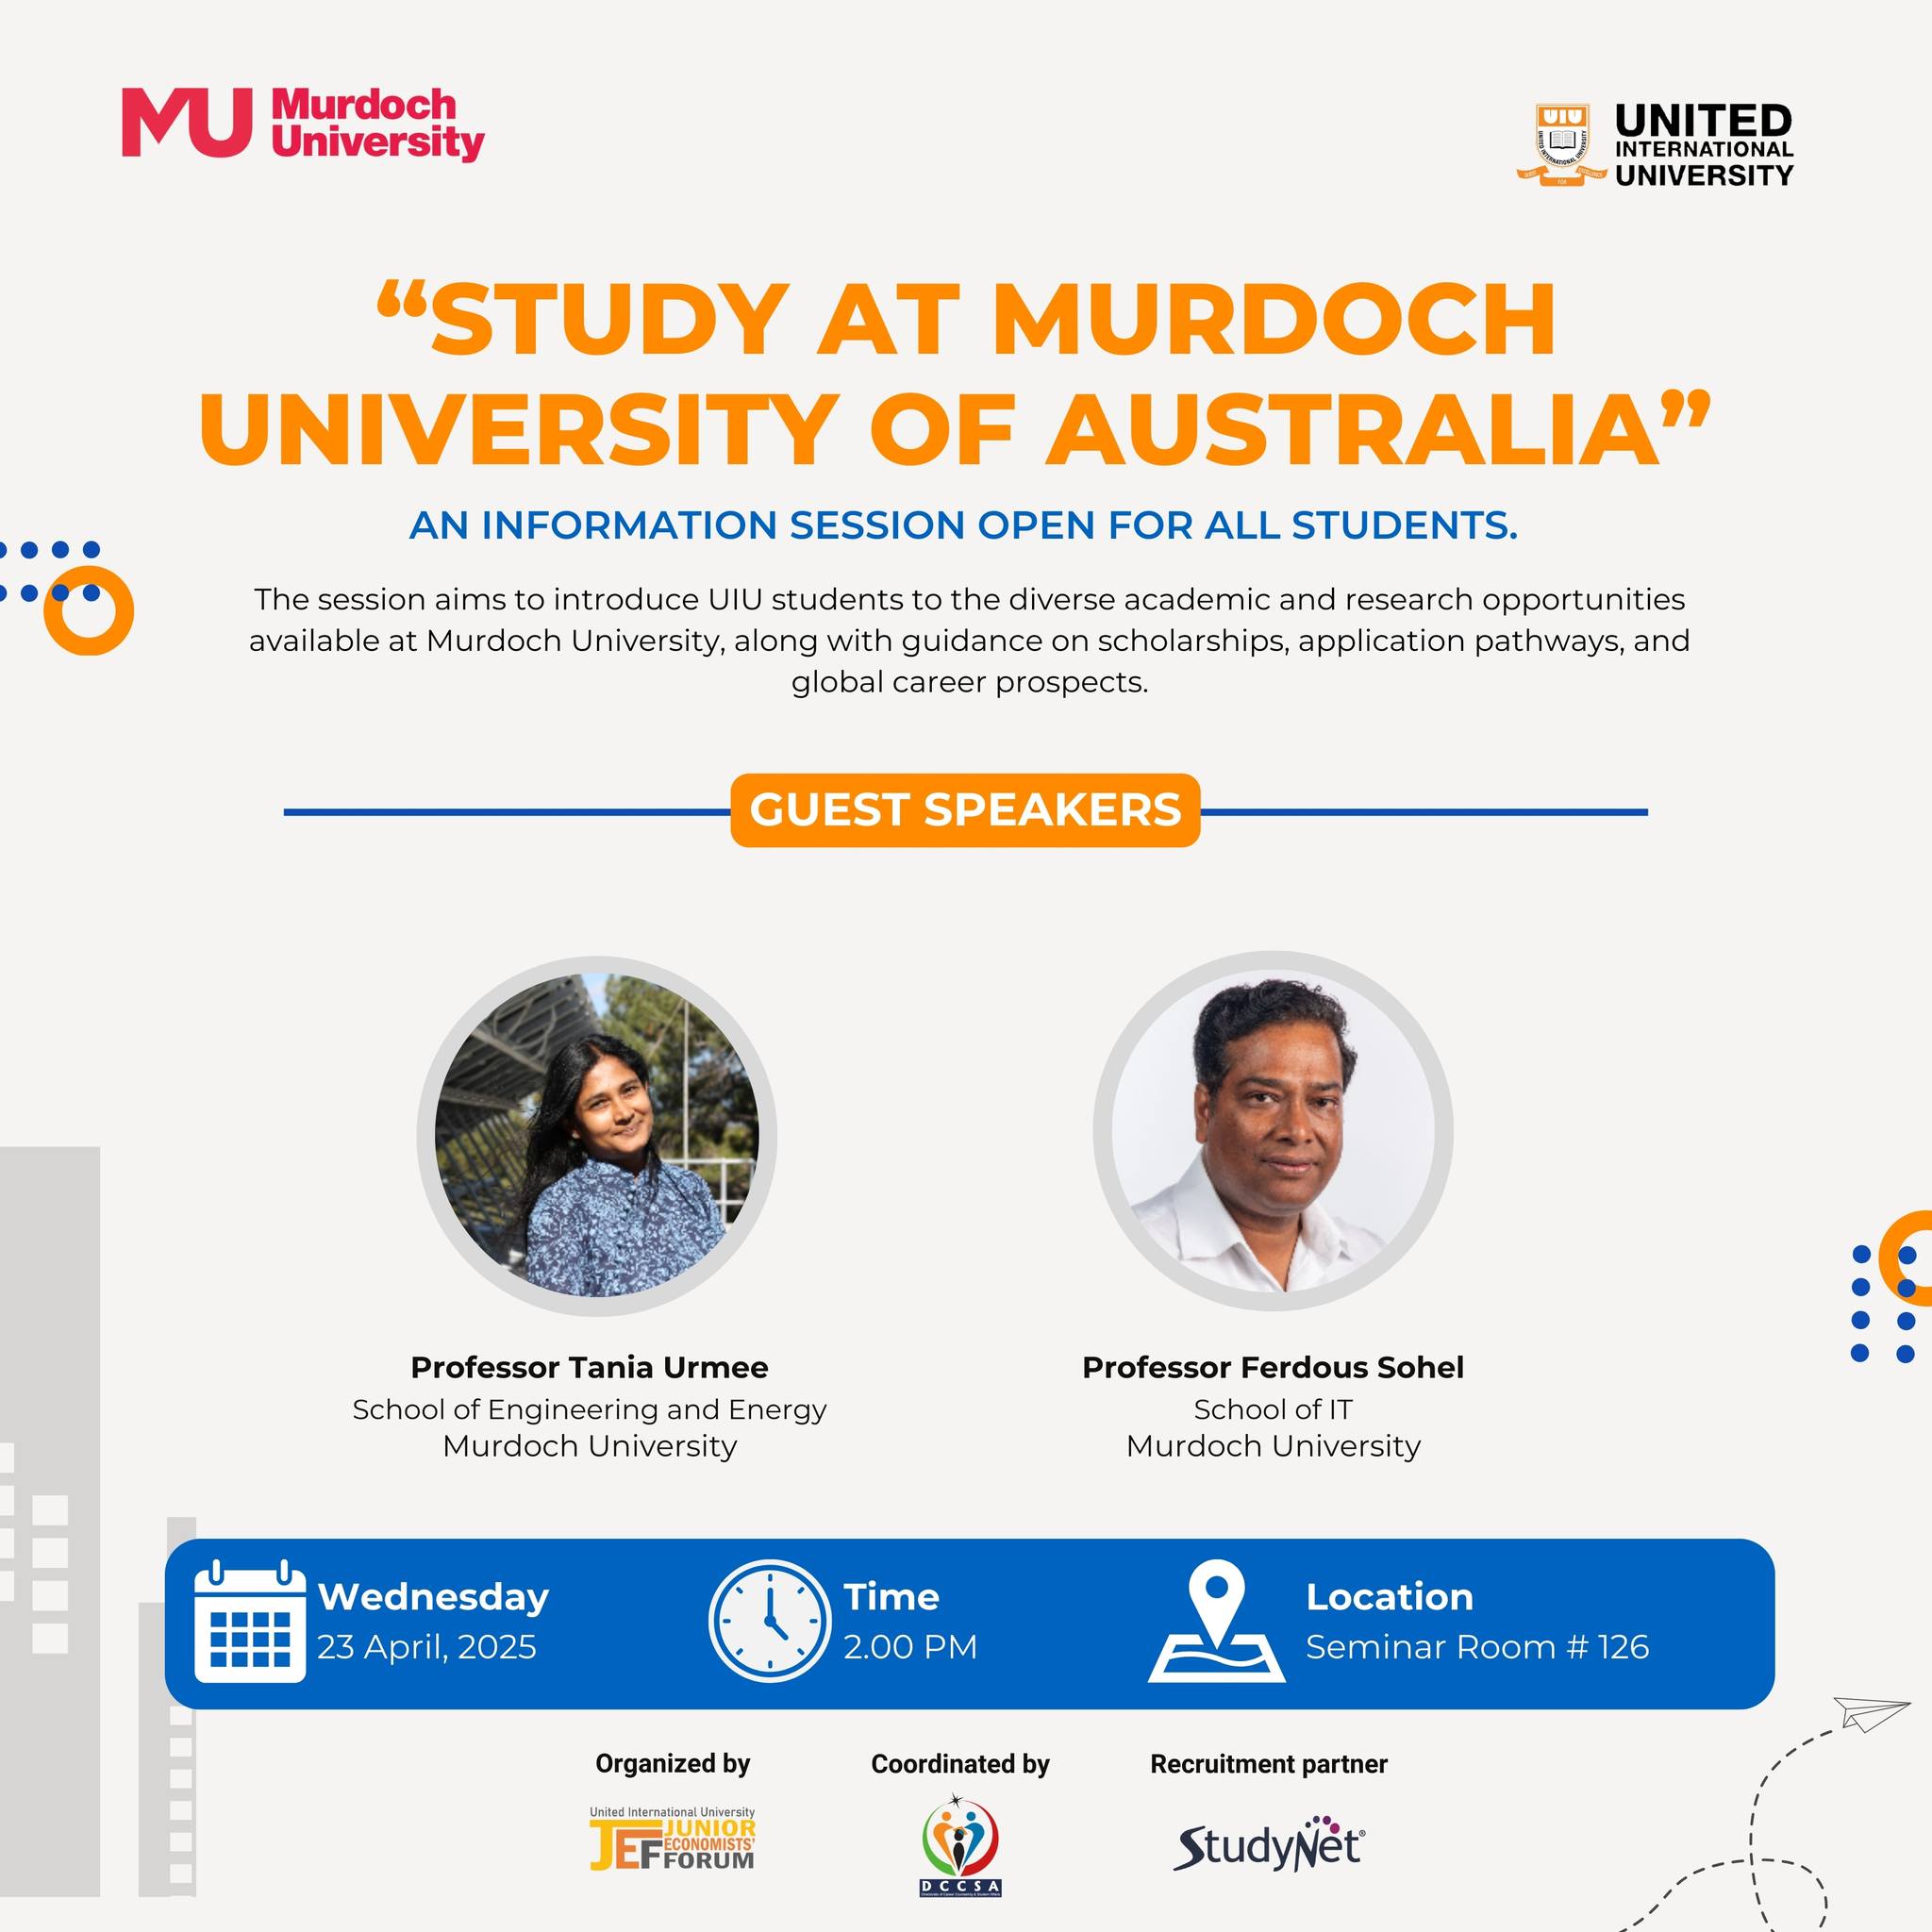 MU Murdoch
University
UIU
UNITED INTERNATIONAL UNIVERSITY
UNITED
INTERNATIONAL
UNIVERSITY
“STUDY AT MURDOCH
UNIVERSITY OF AUSTRALIA”
AN INFORMATION SESSION OPEN FOR ALL STUDENTS.
The session aims to introduce UIU students to the diverse academic and research opportunities
available at Murdoch University, along with guidance on scholarships, application pathways, and
global career prospects.
GUEST SPEAKERS
Professor Tania Urmee
School of Engineering and Energy
Murdoch University
Professor Ferdous Sohel
School of IT
Murdoch University
Wednesday
23 April, 2025
Time
2.00 PM
Location
Seminar Room # 126
Organized by
United International University
JEF JUNIOR
ECONOMISTS'
FORUM
Coordinated by
DCCSA
Recruitment partner
StudyNet®